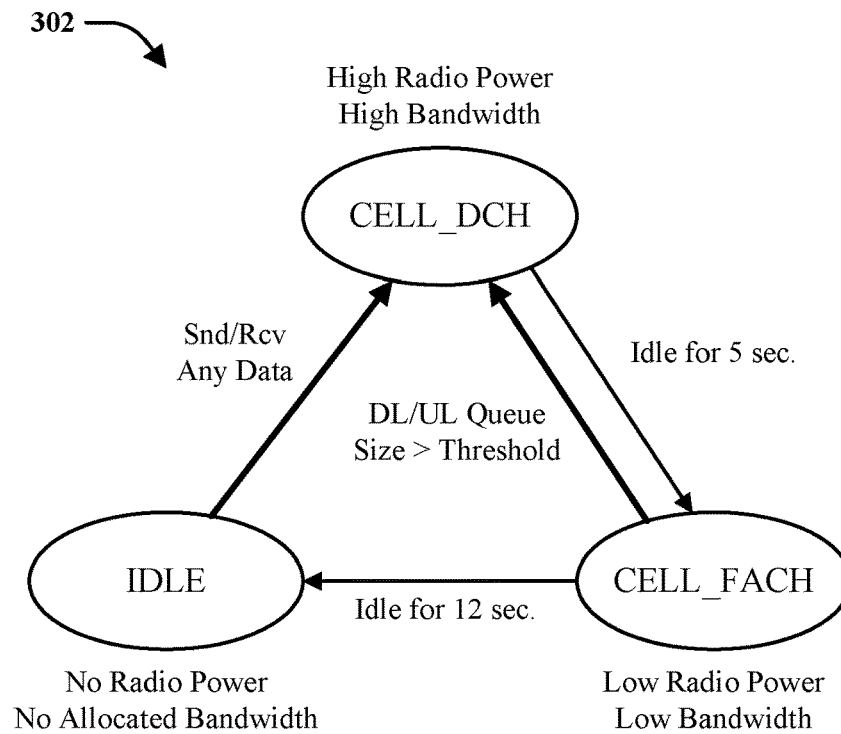 302
High Radio Power
High Bandwidth
CELL_DCH
Snd/Rcv
Any Data
Idle for 5 sec.
DL/UL Queue
Size > Threshold
IDLE
CELL_FACH
Idle for 12 sec.
No Radio Power
No Allocated Bandwidth
Low Radio Power
Low Bandwidth